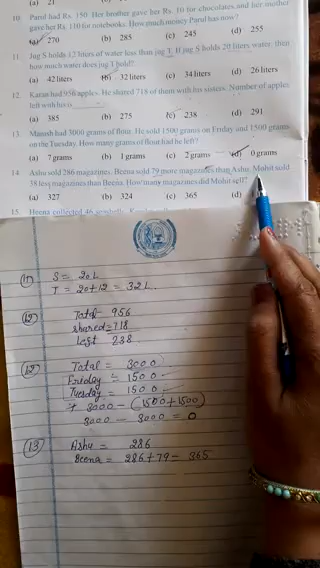 (a) 21
10. Parul had Rs. 150. Her brother gave her Rs. 10 for chocolates and her mother
gave her Rs. 110 for notebooks. How much money Parul has now?
(a) 270 (b) 285 (c) 245 (d) 255
11. Jug S holds 12 liters of water less than jug T. If jug S holds 20 liters water, then
how much water does jug T hold?
(a) 42 liters (b) 32 liters (c) 34 liters (d) 26 liters
12. Karan had 956 apples. He shared 718 of them with his sisters. Number of apples
left with his is
(a) 385 (b) 275 (c) 238 (d) 291
13. Manish had 3000 grams of flour. He sold 1500 grams on Friday and 1500 grams
on the Tuesday. How many grams of flour had he left?
(a) 7 grams (b) 1 grams (c) 2 grams (d) 0 grams
14. Ashu sold 286 magazines. Beena sold 79 more magazines than Ashu. Mohit sold
38 less magazines than Beena. How many magazines did Mohit sell?
(a) 327 (b) 324 (c) 365 (d)
15. Heena collected 46 seashells.
(11) S = 20L
T = 20+12 = 32L.
(12) Total = 956
shared = 718
Left 238
(12) Total = 3000
Friday = 1500
Tuesday = 1500
3000 - (1500+1500)
3000 - 3000 = 0
(13) Ashu = 286
Beena = 286+79 = 365